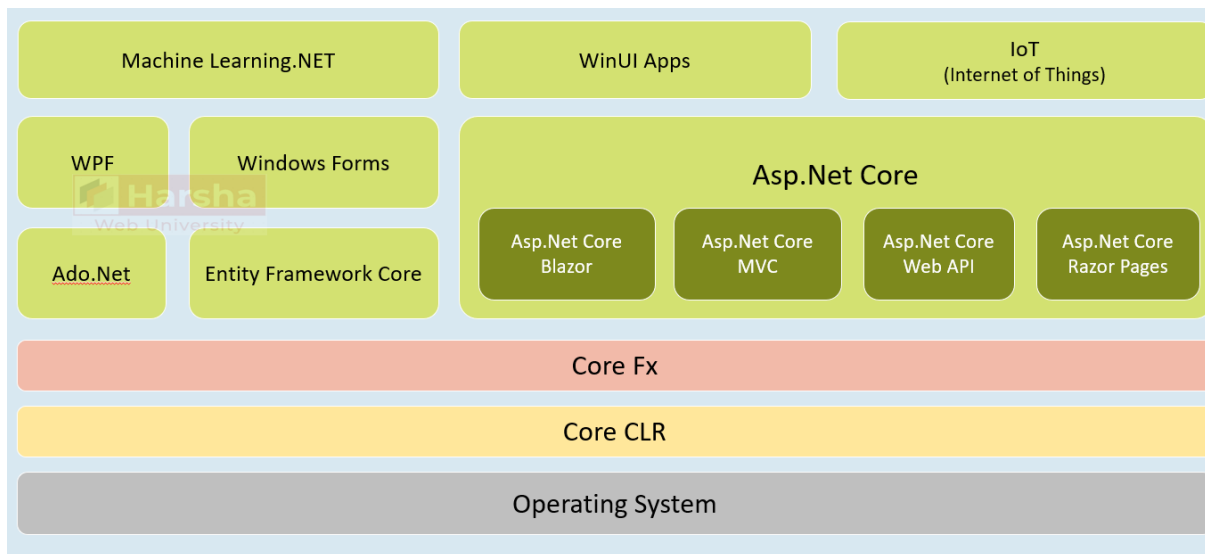 Machine Learning.NET
WinUI Apps
IoT
(Internet of Things)
WPF
Windows Forms
Harsha
Web University
Asp.Net Core
Asp.Net Core
Blazor
Asp.Net Core
MVC
Asp.Net Core
Web API
Asp.Net Core
Razor Pages
Ado.Net
Entity Framework Core
Core Fx
Core CLR
Operating System